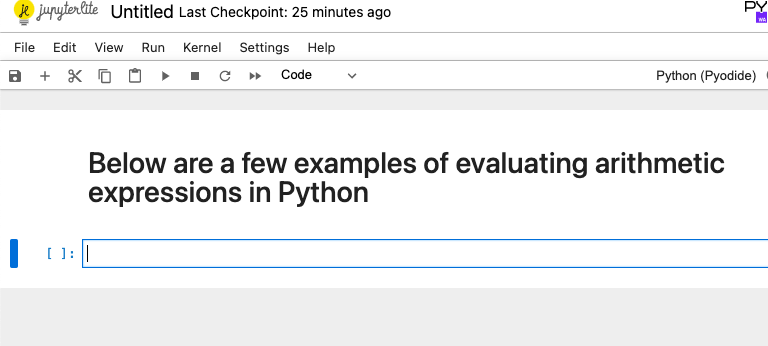 jupyterlite Untitled Last Checkpoint: 25 minutes ago PY
WA
File Edit View Run Kernel Settings Help
Code Python (Pyodide)
Below are a few examples of evaluating arithmetic
expressions in Python
[ ]: